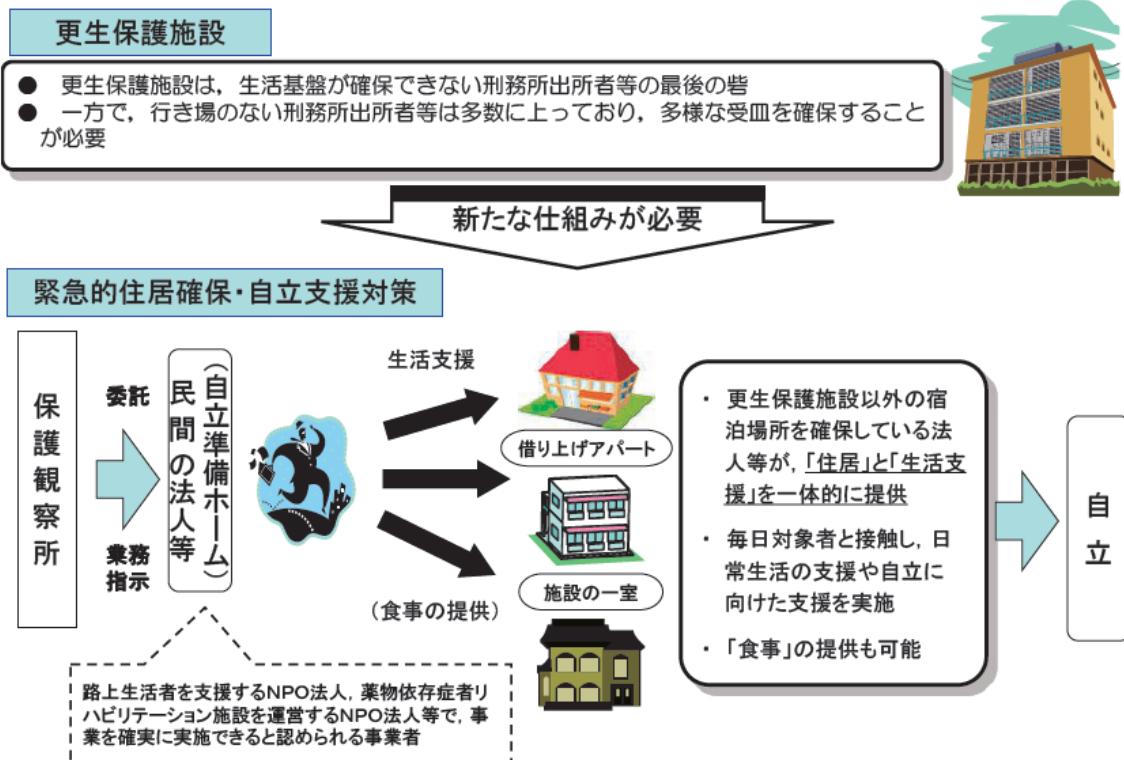 更生保護施設
● 更生保護施設は，生活基盤が確保できない刑務所出所者等の最後の砦
● 一方で，行き場のない刑務所出所者等は多数に上っており，多様な受皿を確保すること
が必要
新たな仕組みが必要
緊急的住居確保・自立支援対策
保護観察所
委託
業務
指示
民間の法人等
（自立準備ホーム）
生活支援
（食事の提供）
借り上げアパート
施設の一室
・ 更生保護施設以外の宿
泊場所を確保している法
人等が，「住居」と「生活支
援」を一体的に提供
・ 毎日対象者と接触し，日
常生活の支援や自立に
向けた支援を実施
・ 「食事」の提供も可能
自立
路上生活者を支援するNPO法人，薬物依存症者リ
ハビリテーション施設を運営するNPO法人等で，事
業を確実に実施できると認められる事業者